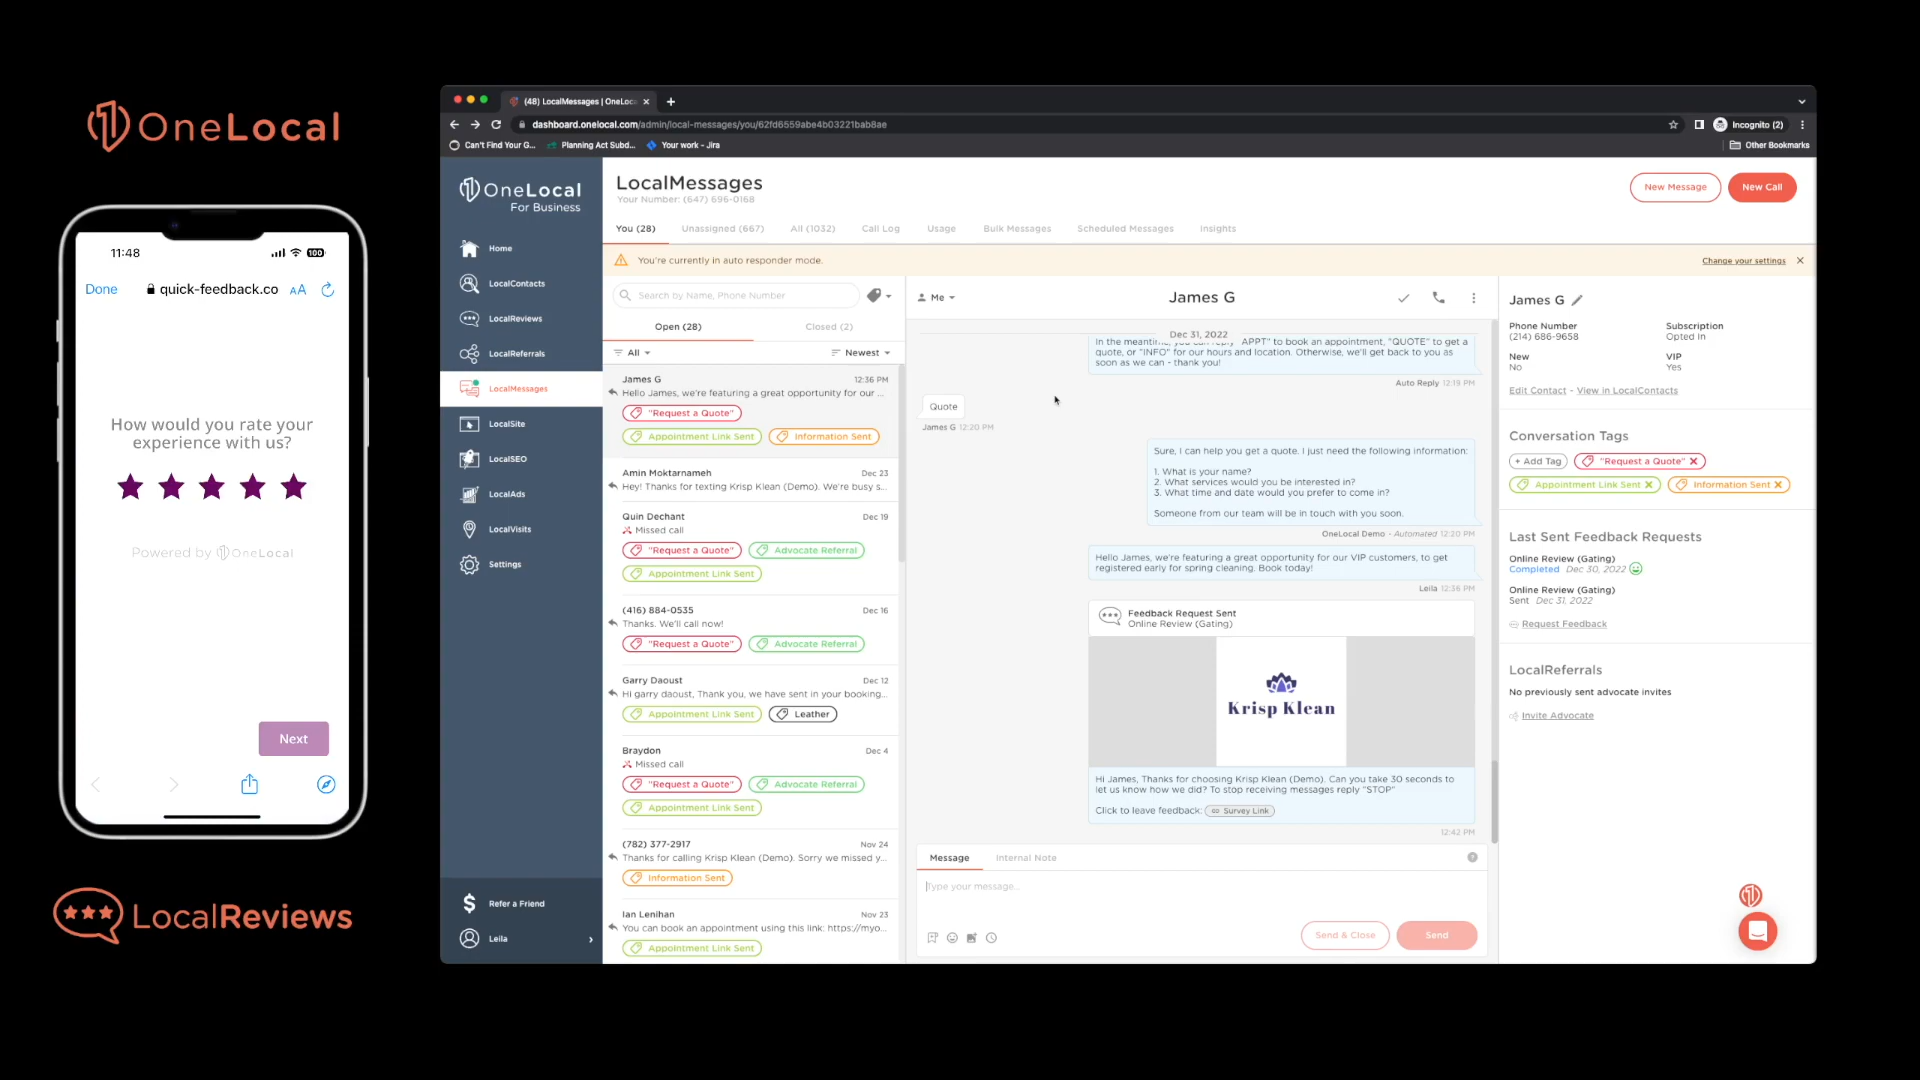 OneLocal
11:48
100
Done
quick-feedback.co
AA
How would you rate your
experience with us?
Powered by OneLocal
Next
LocalReviews
(48) LocalMessages | OneLoc
dashboard.onelocal.com/admin/local-messages/you/62fd6559abe4b03221bab8ae
Incognito (2)
Can't Find Your G...
Planning Act Subd...
Your work - Jira
Other Bookmarks
OneLocal
For Business
Home
LocalContacts
LocalReviews
LocalReferrals
LocalMessages
LocalSite
LocalSEO
LocalAds
LocalVisits
Settings
Refer a Friend
Leila
LocalMessages
Your Number: (647) 696-0168
New Message
New Call
You (28)
Unassigned (667)
All (1032)
Call Log
Usage
Bulk Messages
Scheduled Messages
Insights
You're currently in auto responder mode.
Change your settings
Search by Name, Phone Number
Open (28)
Closed (2)
All
Newest
James G
12:36 PM
Hello James, we're featuring a great opportunity for our ...
"Request a Quote"
Appointment Link Sent
Information Sent
Amin Moktarnameh
Dec 23
Hey! Thanks for texting Krisp Klean (Demo). We're busy s...
Quin Dechant
Dec 19
Missed call
"Request a Quote"
Advocate Referral
Appointment Link Sent
(416) 884-0535
Dec 16
Thanks. We'll call now!
"Request a Quote"
Advocate Referral
Garry Daoust
Dec 12
Hi garry daoust, Thank you, we have sent in your booking...
Appointment Link Sent
Leather
Braydon
Dec 4
Missed call
"Request a Quote"
Advocate Referral
Appointment Link Sent
(782) 377-2917
Nov 24
Thanks for calling Krisp Klean (Demo). Sorry we missed y...
Information Sent
Ian Lenihan
Nov 23
You can book an appointment using this link: https://myo...
Appointment Link Sent
Me
James G
Dec 31, 2022
In the meantime, you can reply "APPT" to book an appointment, "QUOTE" to get a
quote, or "INFO" for our hours and location. Otherwise, we'll get back to you as
soon as we can - thank you!
Auto Reply 12:19 PM
Quote
James G 12:20 PM
Sure, I can help you get a quote. I just need the following information:
1. What is your name?
2. What services would you be interested in?
3. What time and date would you prefer to come in?
Someone from our team will be in touch with you soon.
OneLocal Demo - Automated 12:20 PM
Hello James, we're featuring a great opportunity for our VIP customers, to get
registered early for spring cleaning. Book today!
Leila 12:36 PM
Feedback Request Sent
Online Review (Gating)
Krisp Klean
Hi James, Thanks for choosing Krisp Klean (Demo). Can you take 30 seconds to
let us know how we did? To stop receiving messages reply "STOP"
Click to leave feedback: Survey Link
12:42 PM
Message
Internal Note
Type your message...
Send & Close
Send
James G
Phone Number
(214) 686-9658
Subscription
Opted In
New
No
VIP
Yes
Edit Contact - View in LocalContacts
Conversation Tags
+ Add Tag
"Request a Quote"
Appointment Link Sent
Information Sent
Last Sent Feedback Requests
Online Review (Gating)
Completed Dec 30, 2022
Online Review (Gating)
Sent Dec 31, 2022
Request Feedback
LocalReferrals
No previously sent advocate invites
Invite Advocate